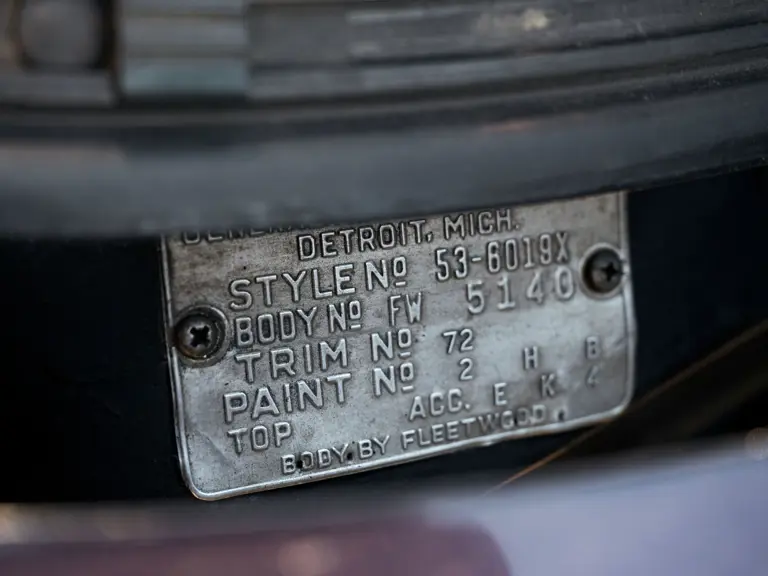 DETROIT, MICH.
STYLE Nº 53-6019X
BODY Nº FW 5140
TRIM Nº 72
PAINT Nº 2 H B
TOP ACC. E K 4
BODY BY FLEETWOOD